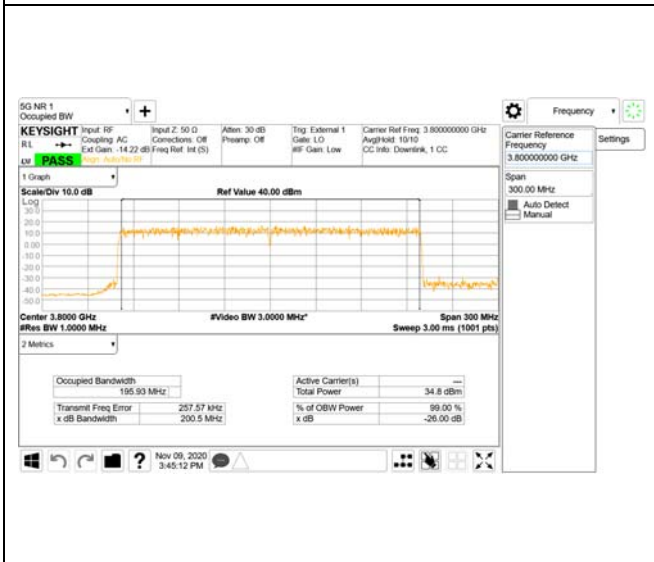 5G NR 1
Occupied BW
Frequency
KEYSIGHT
RL
PASS
Input: RF
Coupling: AC
Ext Gain: -14.22 dB
Align: Auto/No RF
Input Z: 50 Ω
Corrections: Off
Freq Ref: Int (S)
Atten: 30 dB
Preamp: Off
Trig: External 1
Gate: LO
#IF Gain: Low
Carrier Ref Freq: 3.800000000 GHz
Avg|Hold: 10/10
CC Info: Downlink, 1 CC
Carrier Reference
Frequency
3.800000000 GHz
Settings
Span
300.00 MHz
Auto Detect
Manual
1 Graph
Scale/Div 10.0 dB
Ref Value 40.00 dBm
Log
30.0
20.0
10.0
0.00
-10.0
-20.0
-30.0
-40.0
-50.0
Center 3.8000 GHz
#Video BW 3.0000 MHz*
Span 300 MHz
#Res BW 1.0000 MHz
Sweep 3.00 ms (1001 pts)
2 Metrics
Occupied Bandwidth
195.93 MHz
Active Carrier(s) ---
Total Power 34.8 dBm
Transmit Freq Error 257.57 kHz
% of OBW Power 99.00 %
x dB Bandwidth 200.5 MHz
x dB -26.00 dB
?
Nov 09, 2020
3:45:12 PM